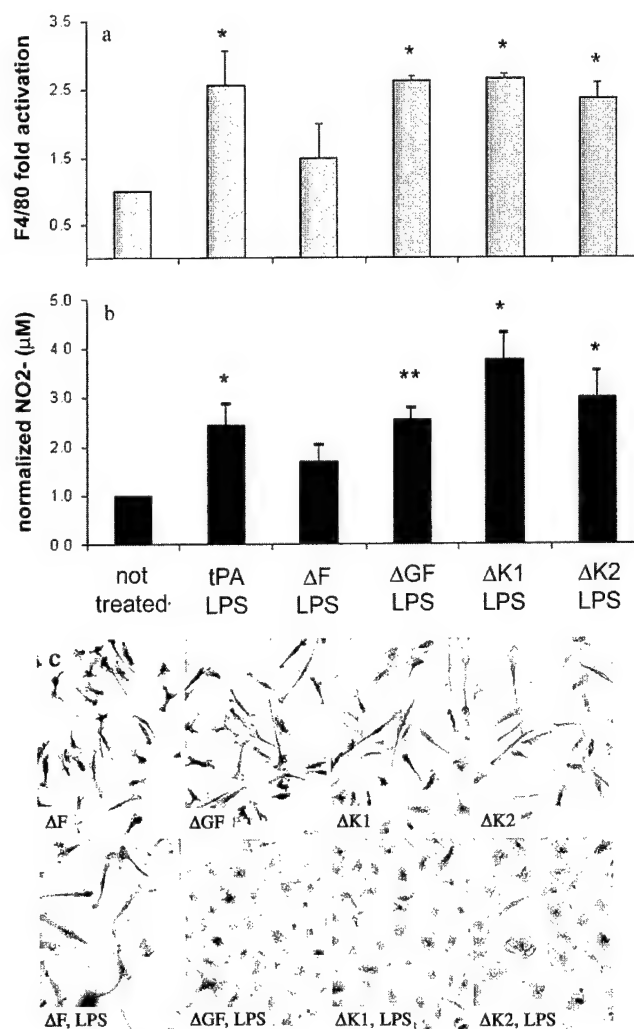 a
F4/80 fold activation
3.5
2.5
1.5
0.5
* * * *
b
normalized NO2- (µM)
5.0
4.0
3.0
2.0
1.0
0.0
* ** * *
not treated
tPA LPS
ΔF LPS
ΔGF LPS
ΔK1 LPS
ΔK2 LPS
c
ΔF
ΔGF
ΔK1
ΔK2
ΔF, LPS
ΔGF, LPS
ΔK1, LPS
ΔK2, LPS